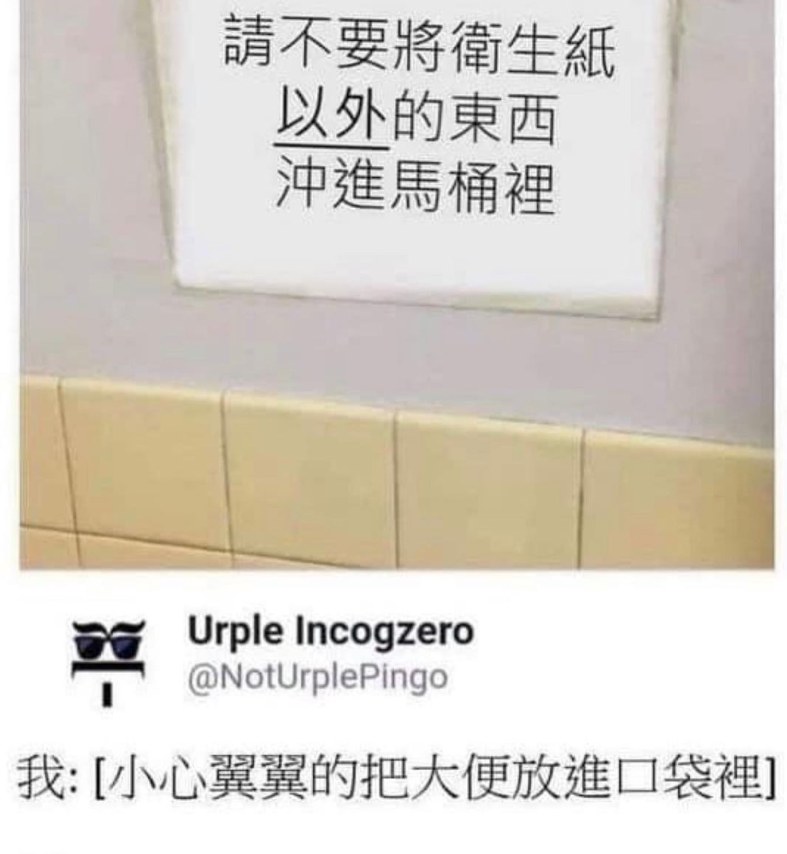 請不要將衛生紙
以外的東西
沖進馬桶裡
Urple Incogzero
@NotUrplePingo
我: [小心翼翼的把大便放進口袋裡]